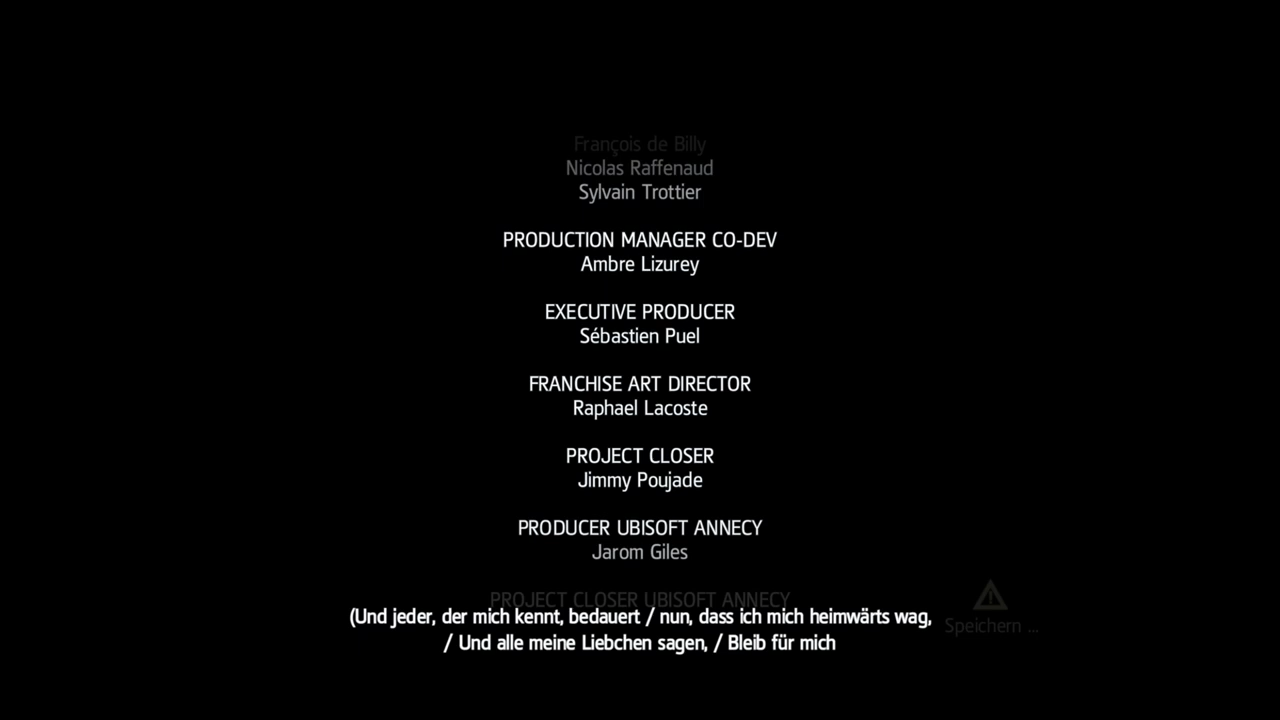 François de Billy
Nicolas Raffenaud
Sylvain Trottier
PRODUCTION MANAGER CO-DEV
Ambre Lizurey
EXECUTIVE PRODUCER
Sébastien Puel
FRANCHISE ART DIRECTOR
Raphael Lacoste
PROJECT CLOSER
Jimmy Poujade
PRODUCER UBISOFT ANNECY
Jarom Giles
PROJECT CLOSER UBISOFT ANNECY
(Und jeder, der mich kennt, bedauert / nun, dass ich mich heimwärts wag,
/ Und alle meine Liebchen sagen, / Bleib für mich
Speichern ...